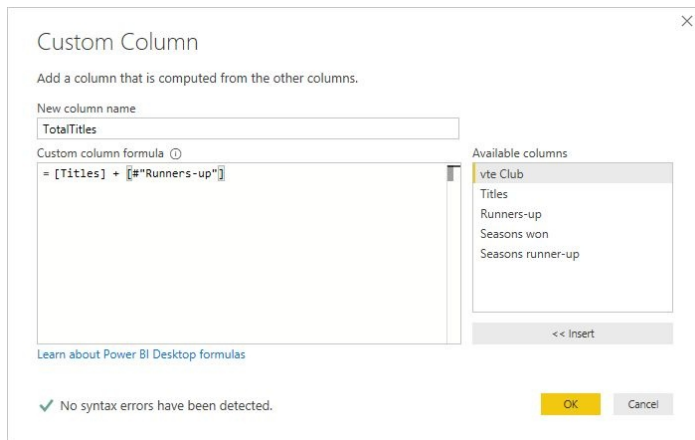 Custom Column
Add a column that is computed from the other columns.
New column name
TotalTitles
Custom column formula
= [Titles] + [#"Runners-up"]
Available columns
vte Club
Titles
Runners-up
Seasons won
Seasons runner-up
<< Insert
Learn about Power BI Desktop formulas
No syntax errors have been detected.
OK
Cancel